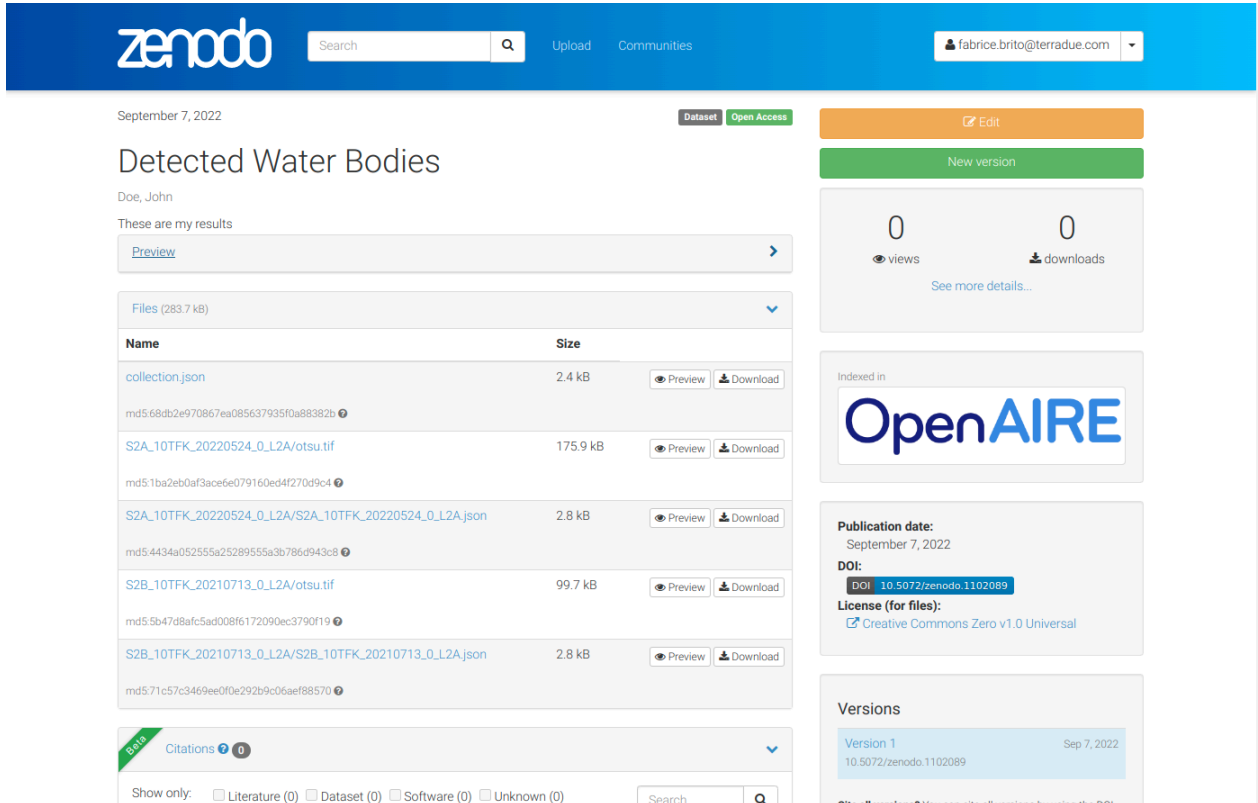 zenodo
Search
Upload
Communities
fabrice.brito@terradue.com
September 7, 2022
Dataset
Open Access
Detected Water Bodies
Doe, John
These are my results
Preview
Files (283.7 kB)
Name Size
collection.json 2.4 kB Preview Download
md5:68db2e970867ea085637935f0a88382b
S2A_10TFK_20220524_0_L2A/otsu.tif 175.9 kB Preview Download
md5:1ba2eb0af3ace6e079160ed4f270d9c4
S2A_10TFK_20220524_0_L2A/S2A_10TFK_20220524_0_L2A.json 2.8 kB Preview Download
md5:4434a052555a25289555a3b786d943c8
S2B_10TFK_20210713_0_L2A/otsu.tif 99.7 kB Preview Download
md5:5b47d8afc5ad008f6172090ec3790f19
S2B_10TFK_20210713_0_L2A/S2B_10TFK_20210713_0_L2A.json 2.8 kB Preview Download
md5:71c57c3469ee0f0e292b9c06aef88570
Beta
Citations ? 0
Show only: Literature (0) Dataset (0) Software (0) Unknown (0)
Search
Edit
New version
0 0
views downloads
See more details...
Indexed in
OpenAIRE
Publication date:
September 7, 2022
DOI:
DOI 10.5072/zenodo.1102089
License (for files):
Creative Commons Zero v1.0 Universal
Versions
Version 1 Sep 7, 2022
10.5072/zenodo.1102089